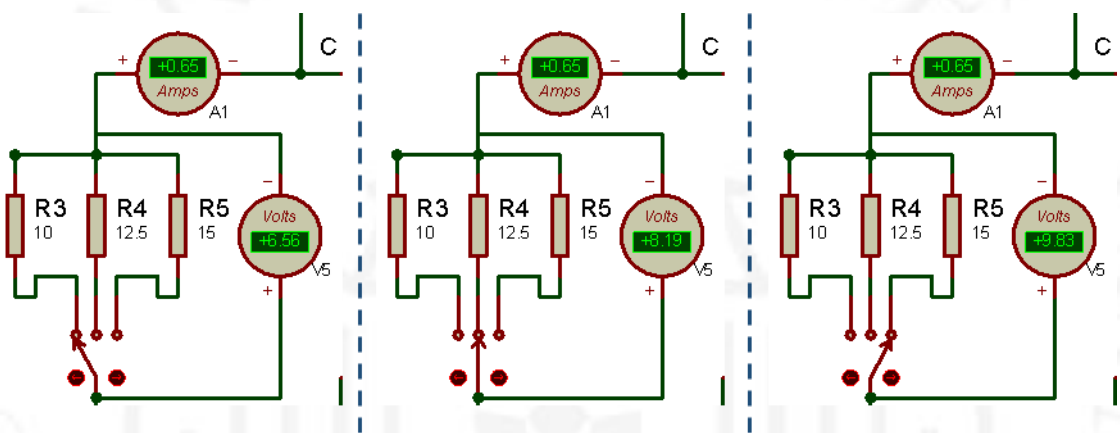 C
+ +0.65 −
Amps
A1
−
R3 R4 R5 Volts
10 12.5 15 +6.56
V5
+
C
+ +0.65 −
Amps
A1
−
R3 R4 R5 Volts
10 12.5 15 +8.19
V5
+
C
+ +0.65 −
Amps
A1
−
R3 R4 R5 Volts
10 12.5 15 +9.83
V5
+